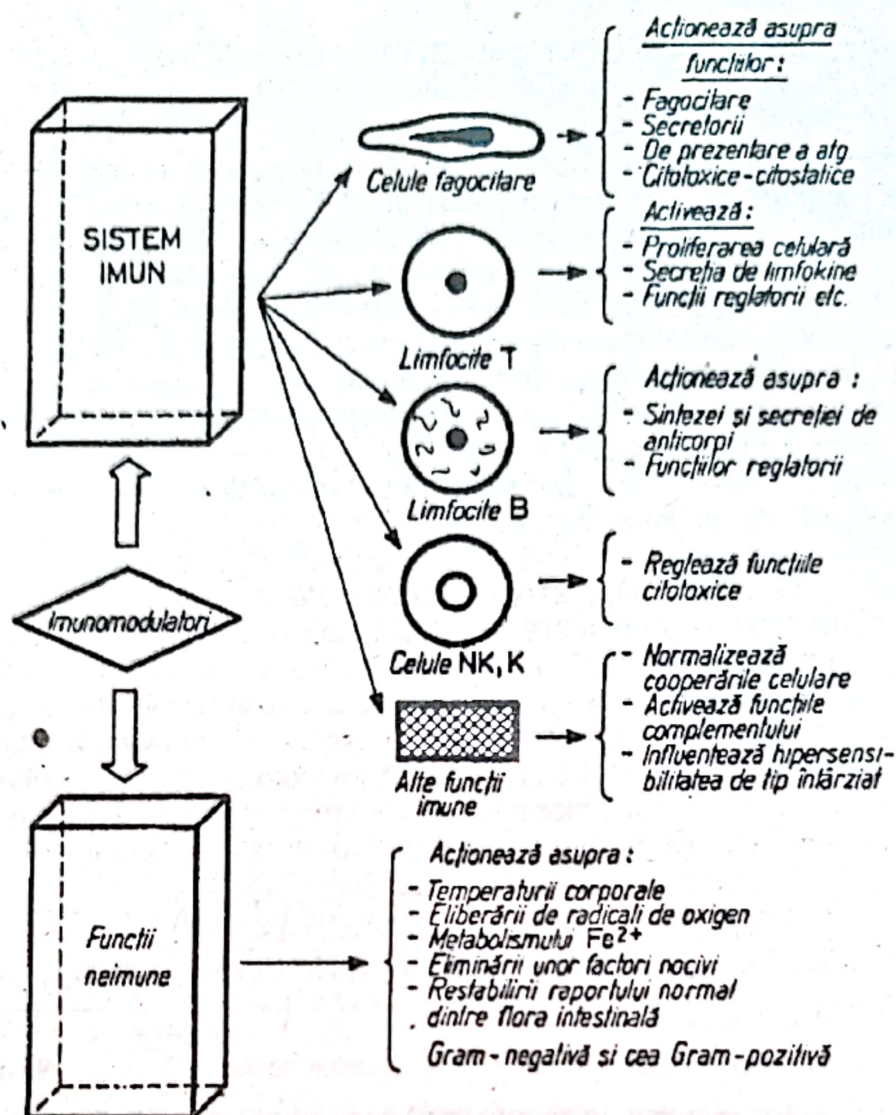 SISTEM
IMUN
Imunomodulatori
Celule fagocitare
Acționează asupra
funcțiilor:
- Fagocitare
- Secretorii
- De prezentare a atg
- Citotoxice-citostatice
Limfocite T
Activează:
- Proliferarea celulară
- Secreția de limfokine
- Funcții reglatorii etc.
Limfocite B
Acționează asupra:
- Sintezei și secreției de
anticorpi
- Funcțiilor reglatorii
Celule NK, K
- Reglează funcțiile
citotoxice
Alte funcții
imune
- Normalizează
cooperările celulare
- Activează funcțiile
complementului
- Influentează hipersensi-
bilitatea de tip întârziat
Funcții
neimune
Acționează asupra:
- Temperaturii corporale
- Eliberării de radicali de oxigen
- Metabolismului Fe²⁺
- Eliminării unor factori nocivi
- Restabilirii raportului normal
dintre flora intestinală
Gram-negativă si cea Gram-pozitivă